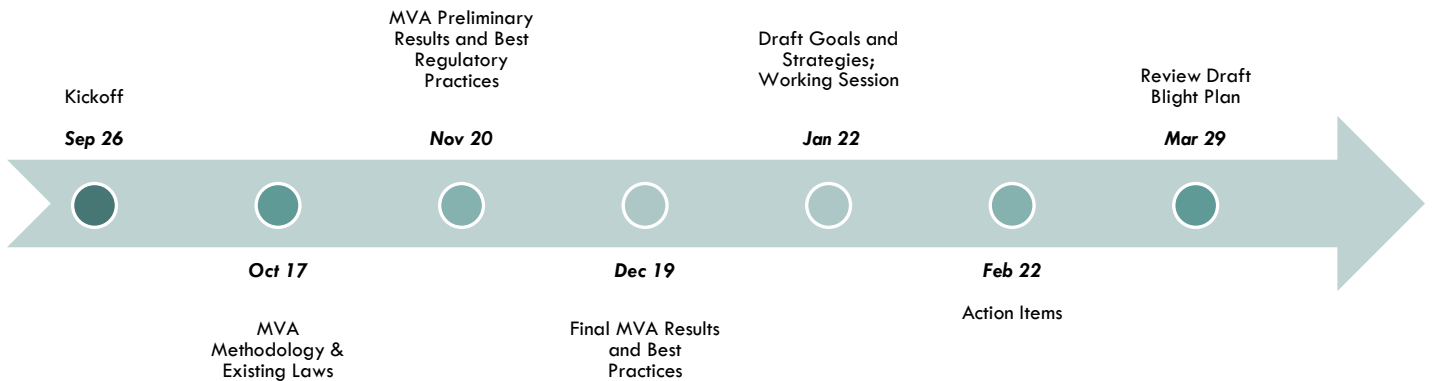 Kickoff
Sep 26
MVA
Methodology &
Existing Laws
Oct 17
MVA Preliminary
Results and Best
Regulatory
Practices
Nov 20
Dec 19
Final MVA Results
and Best
Practices
Draft Goals and
Strategies;
Working Session
Jan 22
Feb 22
Action Items
Review Draft
Blight Plan
Mar 29